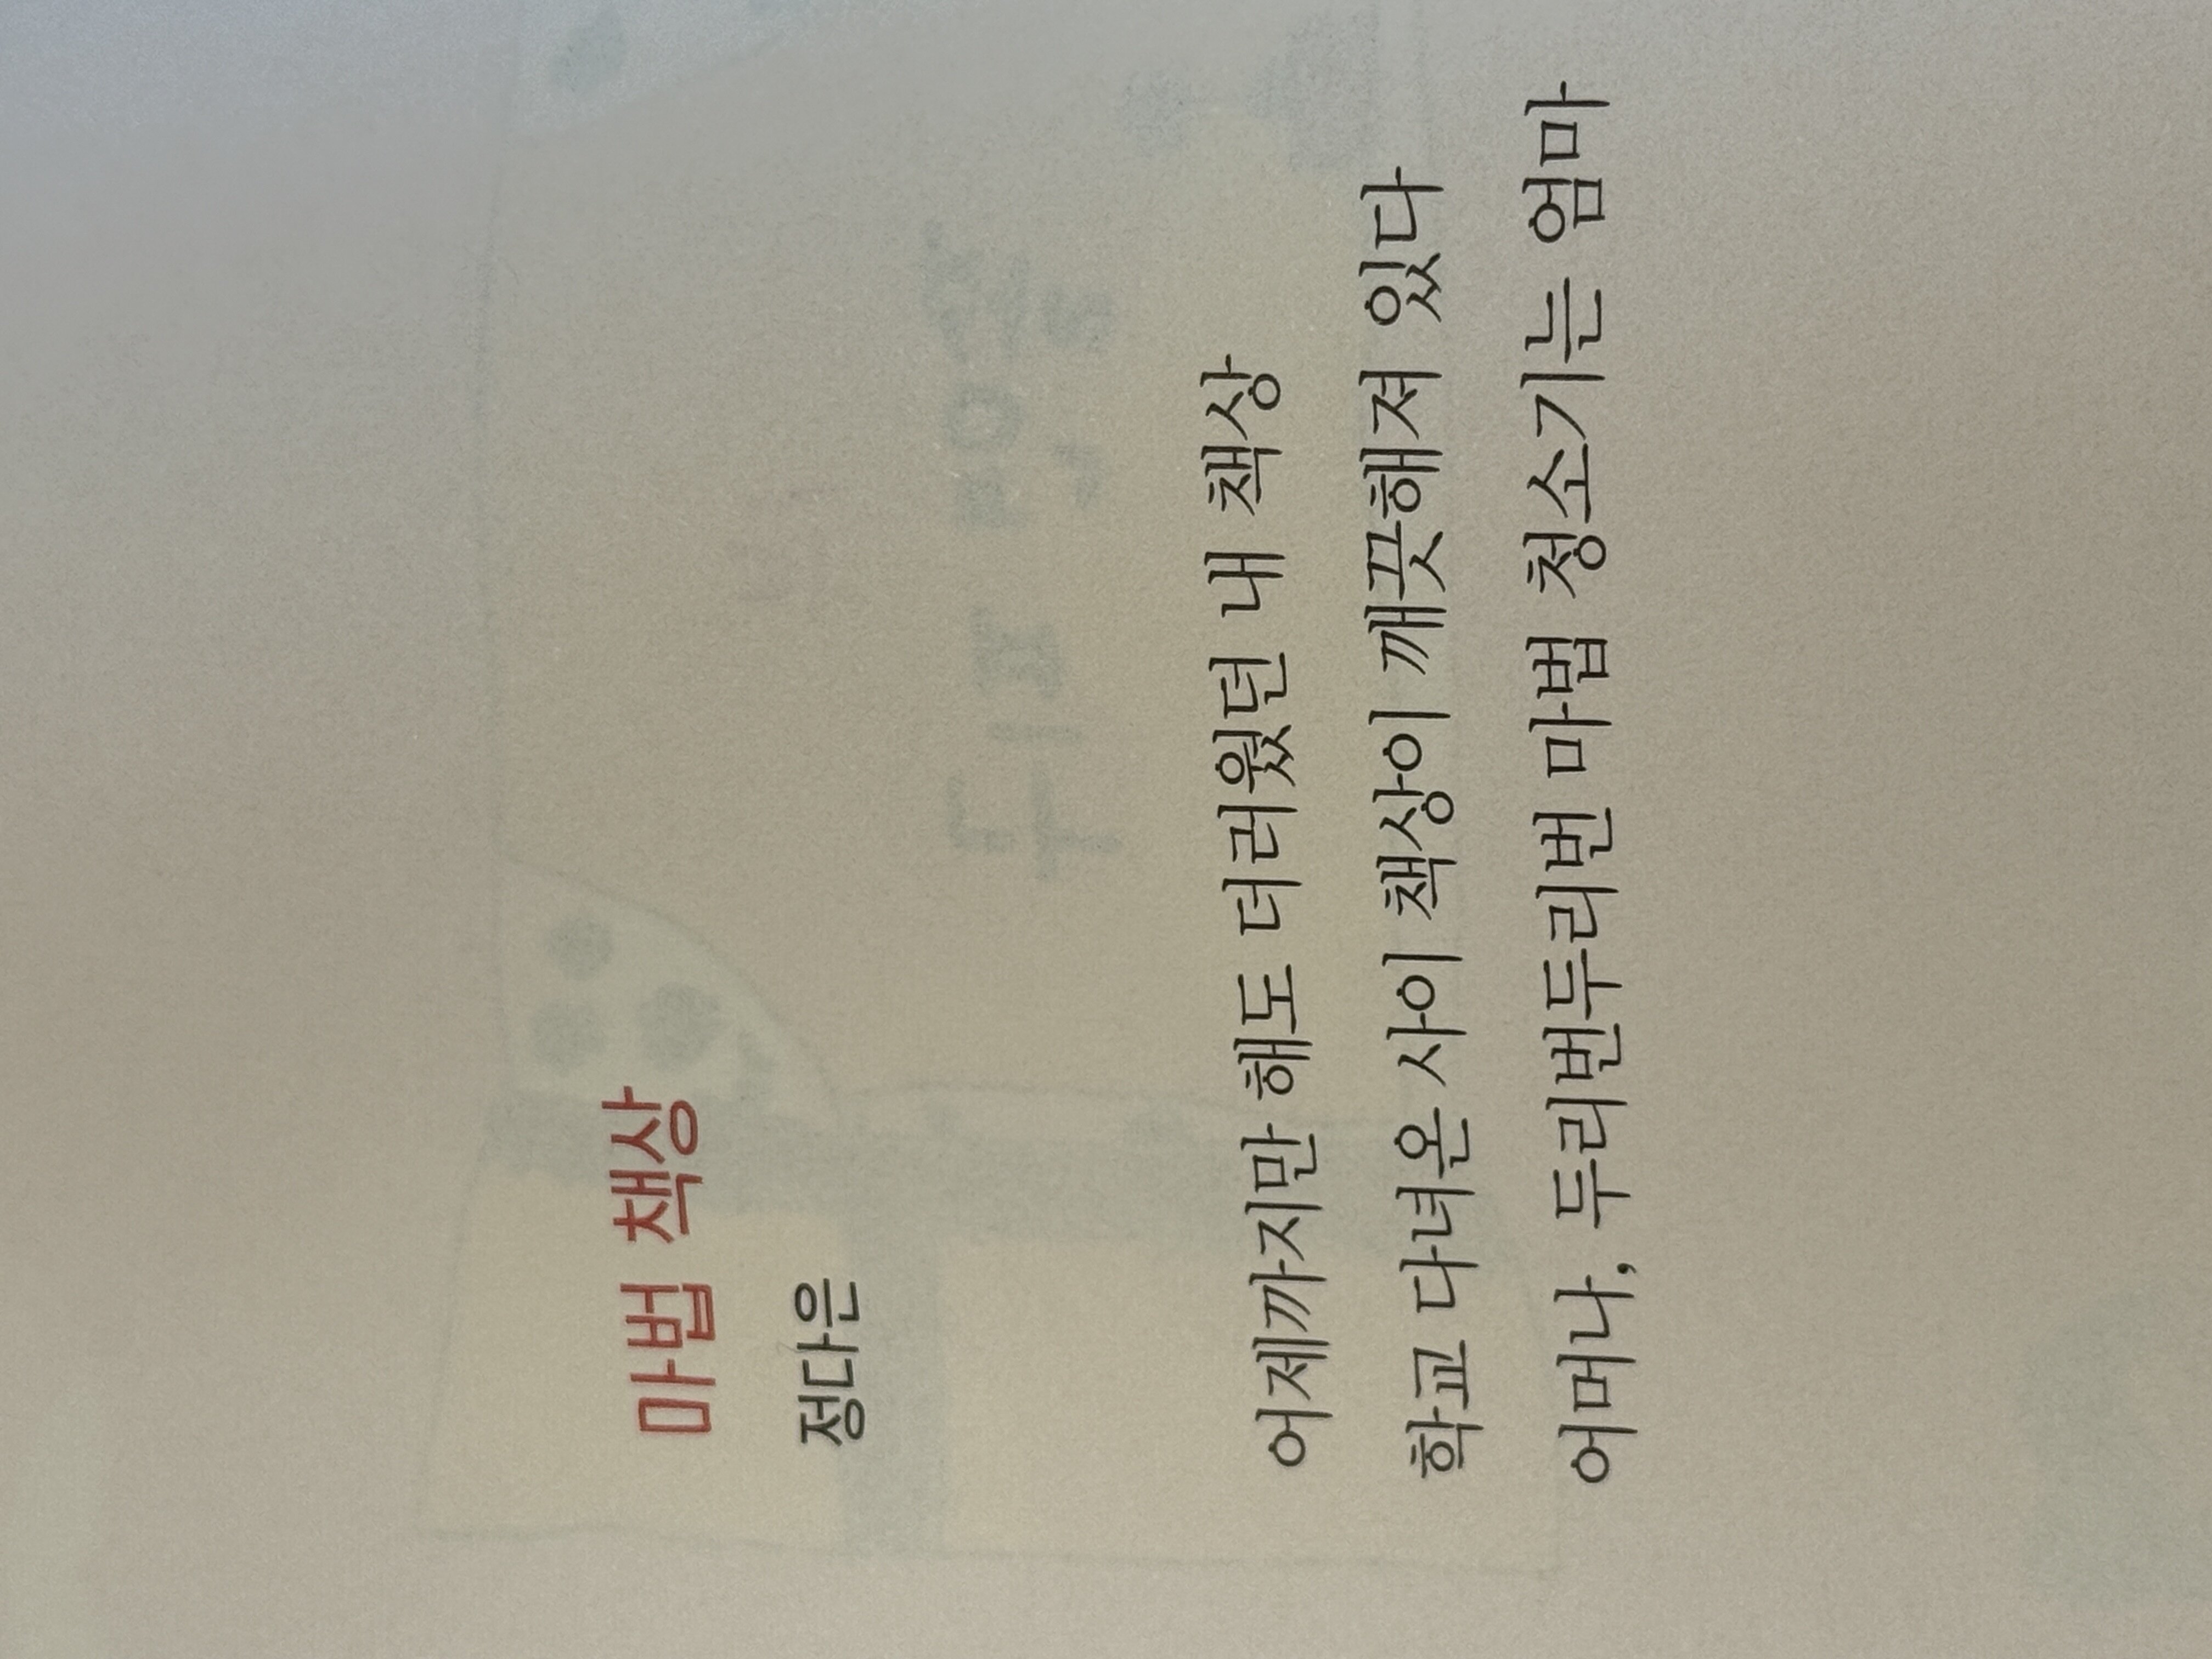 마법 책상
정다은
어제까지만 해도 더러웠던 내 책상
학교 다녀온 사이 책상이 깨끗해져 있다
어머나, 두리번두리번 마법 청소기는 엄마